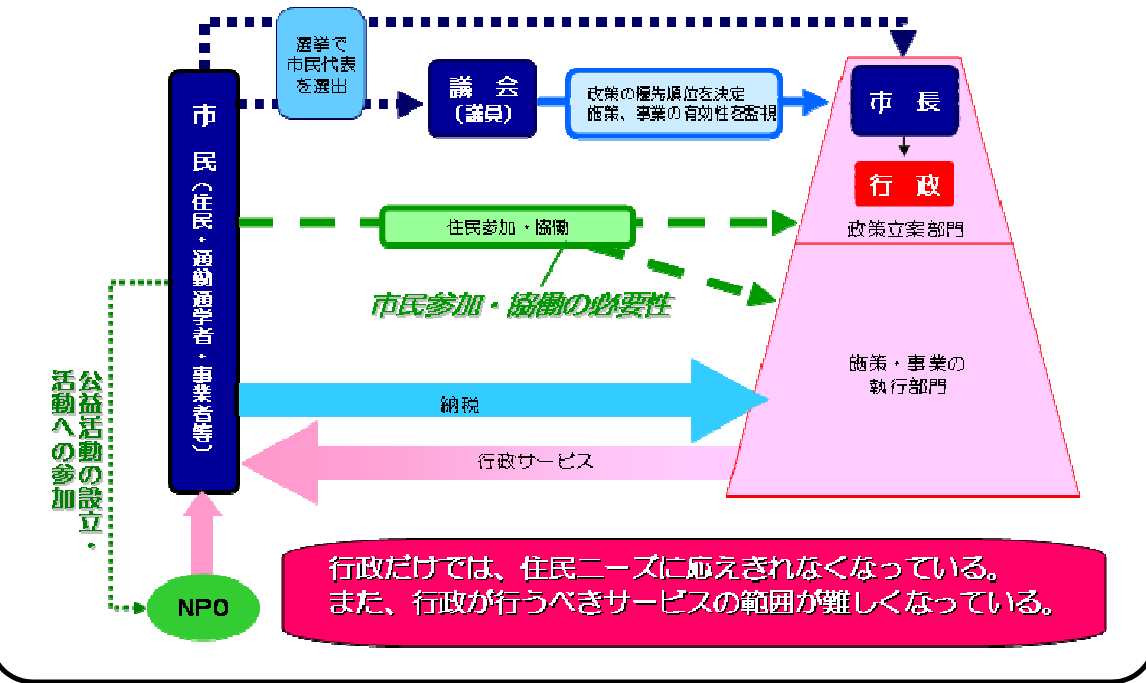 選挙で
市民代表
を選出
議　会
（議員）
政策の優先順位を決定
施策、事業の有効性を監視
市　長
行　政
政策立案部門
市　民（住民・通勤通学者・事業者等）
住民参加・協働
市民参加・協働の必要性
施策・事業の
執行部門
納税
行政サービス
公益活動の設立・
活動への参加
NPO
行政だけでは、住民ニーズに応えきれなくなっている。
また、行政が行うべきサービスの範囲が難しくなっている。